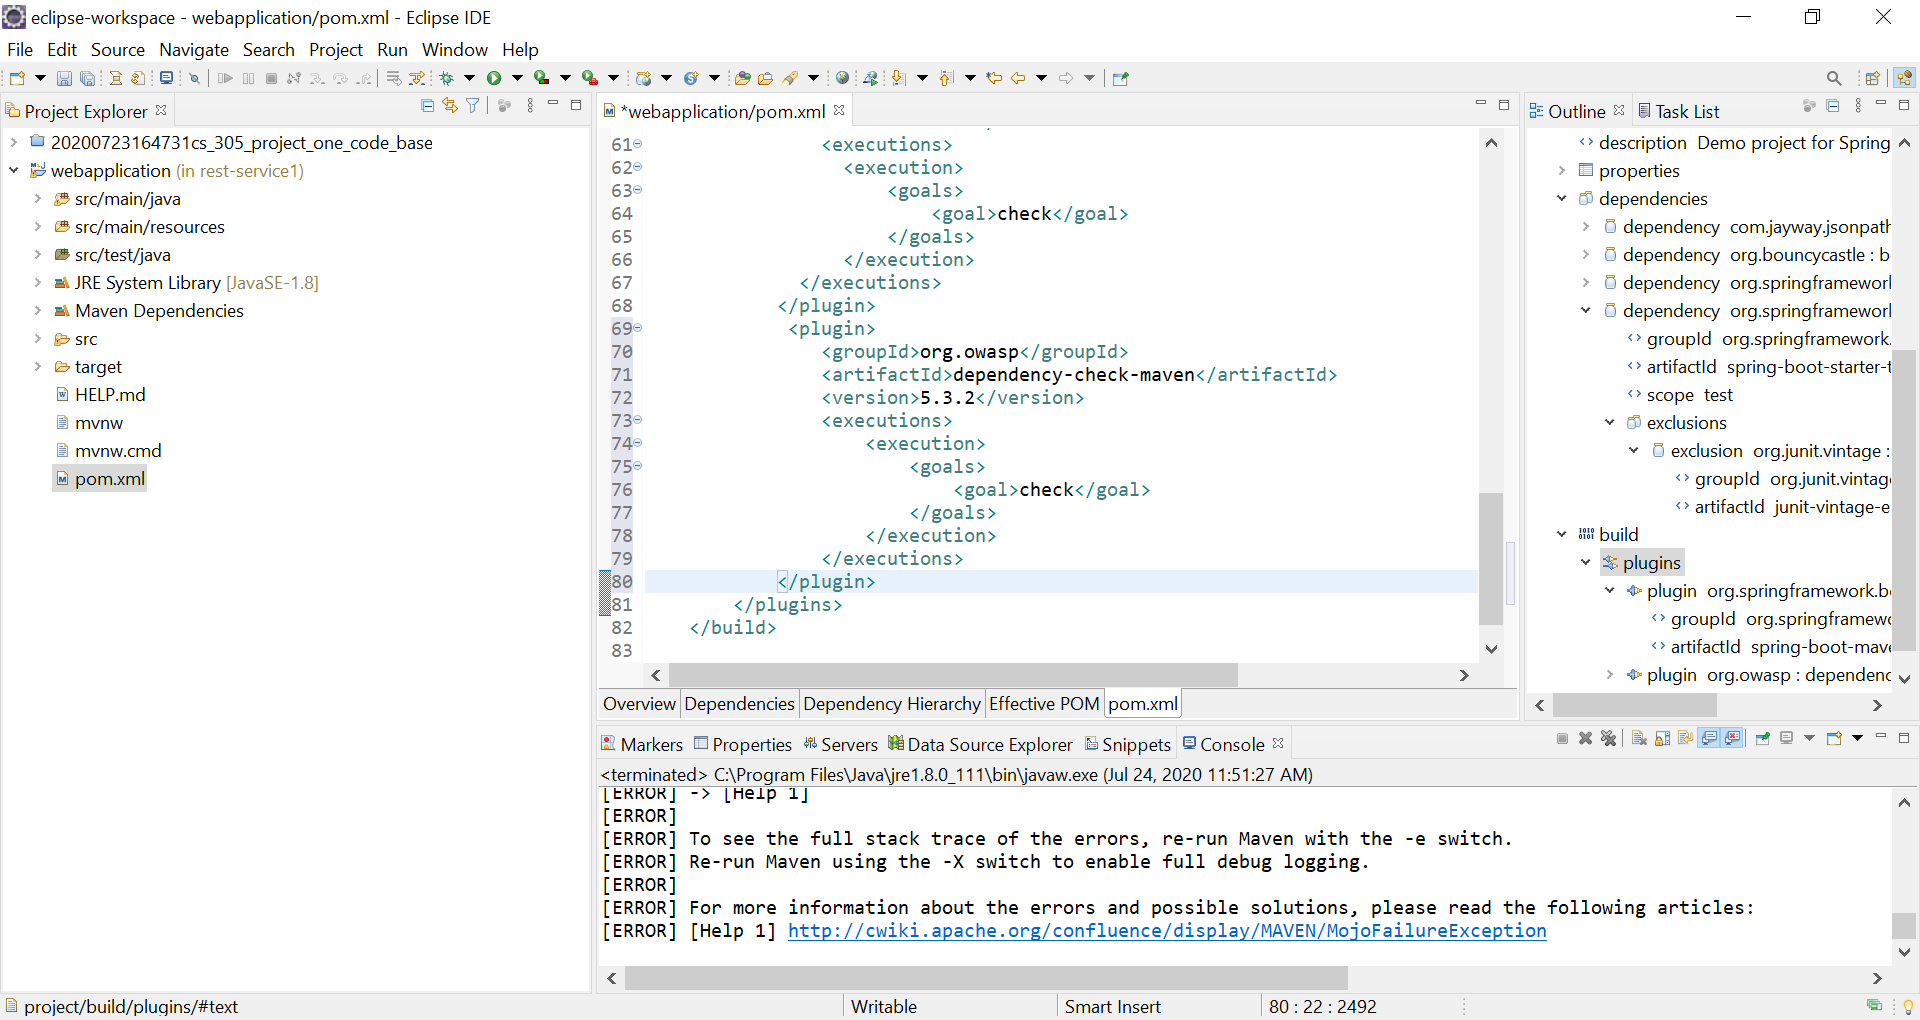 eclipse-workspace - webapplication/pom.xml - Eclipse IDE
File Edit Source Navigate Search Project Run Window Help
Project Explorer
20200723164731cs_305_project_one_code_base
webapplication (in rest-service1)
src/main/java
src/main/resources
src/test/java
JRE System Library [JavaSE-1.8]
Maven Dependencies
src
target
HELP.md
mvnw
mvnw.cmd
pom.xml
*webapplication/pom.xml
61 <executions>
62 <execution>
63 <goals>
64 <goal>check</goal>
65 </goals>
66 </execution>
67 </executions>
68 </plugin>
69 <plugin>
70 <groupId>org.owasp</groupId>
71 <artifactId>dependency-check-maven</artifactId>
72 <version>5.3.2</version>
73 <executions>
74 <execution>
75 <goals>
76 <goal>check</goal>
77 </goals>
78 </execution>
79 </executions>
80 </plugin>
81 </plugins>
82 </build>
83
Overview Dependencies Dependency Hierarchy Effective POM pom.xml
Outline Task List
description Demo project for Spring
properties
dependencies
dependency com.jayway.jsonpath
dependency org.bouncycastle : b
dependency org.springframework
dependency org.springframework
groupId org.springframework.
artifactId spring-boot-starter-t
scope test
exclusions
exclusion org.junit.vintage :
groupId org.junit.vintag
artifactId junit-vintage-e
build
plugins
plugin org.springframework.b
groupId org.springframew
artifactId spring-boot-mav
plugin org.owasp : dependenc
Markers Properties Servers Data Source Explorer Snippets Console
<terminated> C:\Program Files\Java\jre1.8.0_111\bin\javaw.exe (Jul 24, 2020 11:51:27 AM)
[ERROR] -> [Help 1]
[ERROR]
[ERROR] To see the full stack trace of the errors, re-run Maven with the -e switch.
[ERROR] Re-run Maven using the -X switch to enable full debug logging.
[ERROR]
[ERROR] For more information about the errors and possible solutions, please read the following articles:
[ERROR] [Help 1] http://cwiki.apache.org/confluence/display/MAVEN/MojoFailureException
project/build/plugins/#text Writable Smart Insert 80 : 22 : 2492